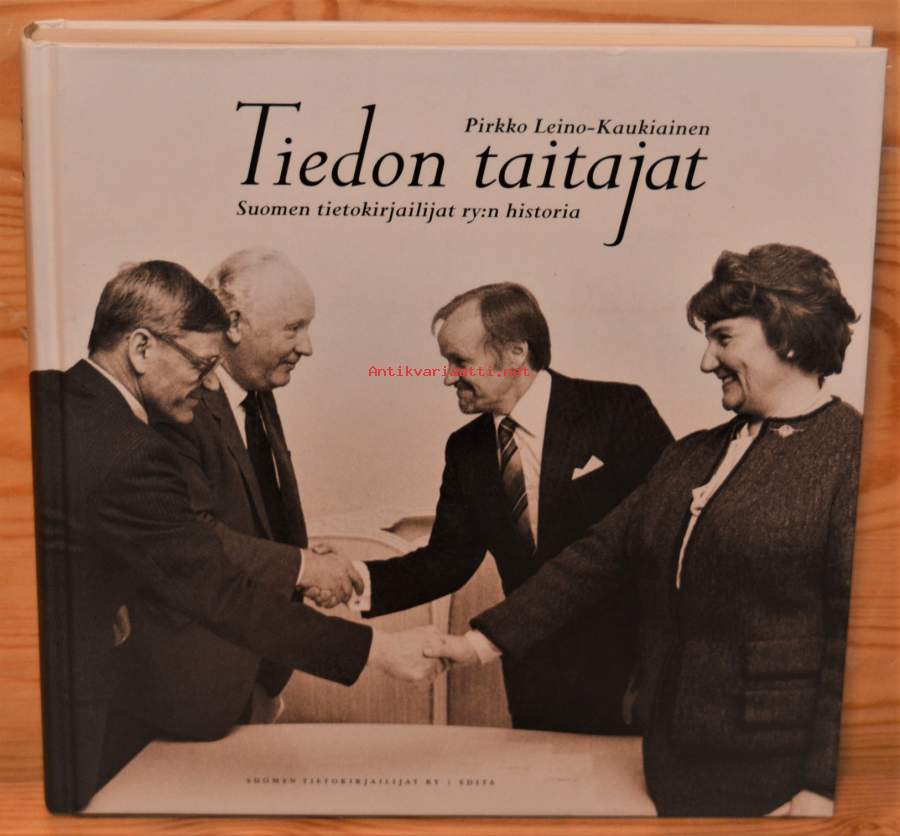 Pirkko Leino-Kaukiainen
Tiedon taitajat
Suomen tietokirjailijat ry:n historia
Antikvariaatti.net
SUOMEN TIETOKIRJAILIJAT RY | EDITA